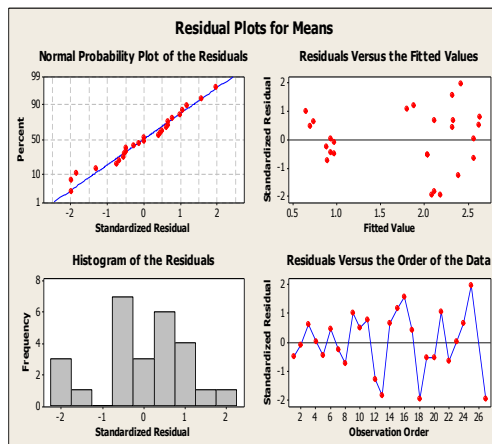 Residual Plots for Means
Normal Probability Plot of the Residuals
Residuals Versus the Fitted Values
99
90
50
10
1
Percent
-2 -1 0 1 2
Standardized Residual
2
1
0
-1
-2
Standardized Residual
0.5 1.0 1.5 2.0 2.5
Fitted Value
Histogram of the Residuals
Residuals Versus the Order of the Data
8
6
4
2
0
Frequency
-2 -1 0 1 2
Standardized Residual
2
1
0
-1
-2
Standardized Residual
2 4 6 8 10 12 14 16 18 20 22 24 26
Observation Order